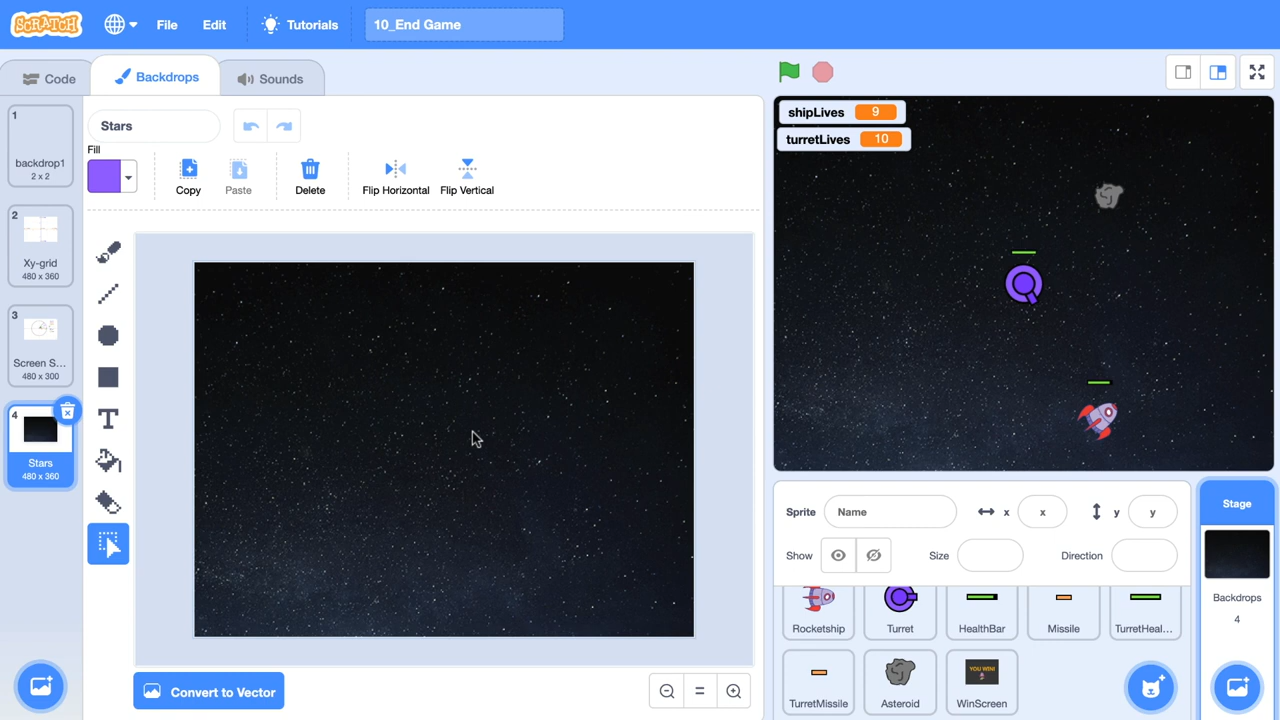 SCRATCH
File
Edit
Tutorials
10_End Game
Code
Backdrops
Sounds
1
backdrop1
2 x 2
2
Xy-grid
480 x 360
3
Screen S...
480 x 300
4
Stars
480 x 360
Stars
Fill
Copy
Paste
Delete
Flip Horizontal
Flip Vertical
T
Convert to Vector
shipLives 9
turretLives 10
Sprite
Name
x
x
y
y
Show
Size
Direction
Rocketship
Turret
HealthBar
Missile
TurretHeal...
TurretMissile
Asteroid
YOU WIN!
WinScreen
Stage
Backdrops
4